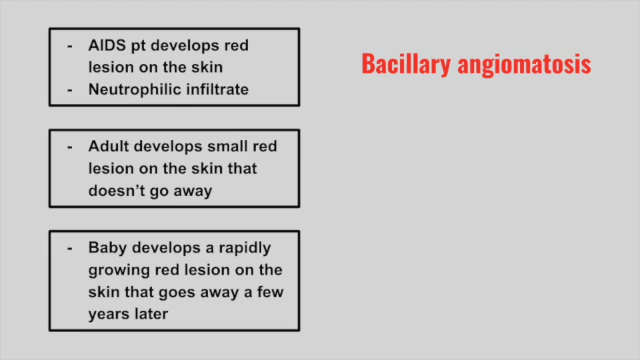 - AIDS pt develops red
lesion on the skin
- Neutrophilic infiltrate
Bacillary angiomatosis
- Adult develops small red
lesion on the skin that
doesn't go away
- Baby develops a rapidly
growing red lesion on the
skin that goes away a few
years later